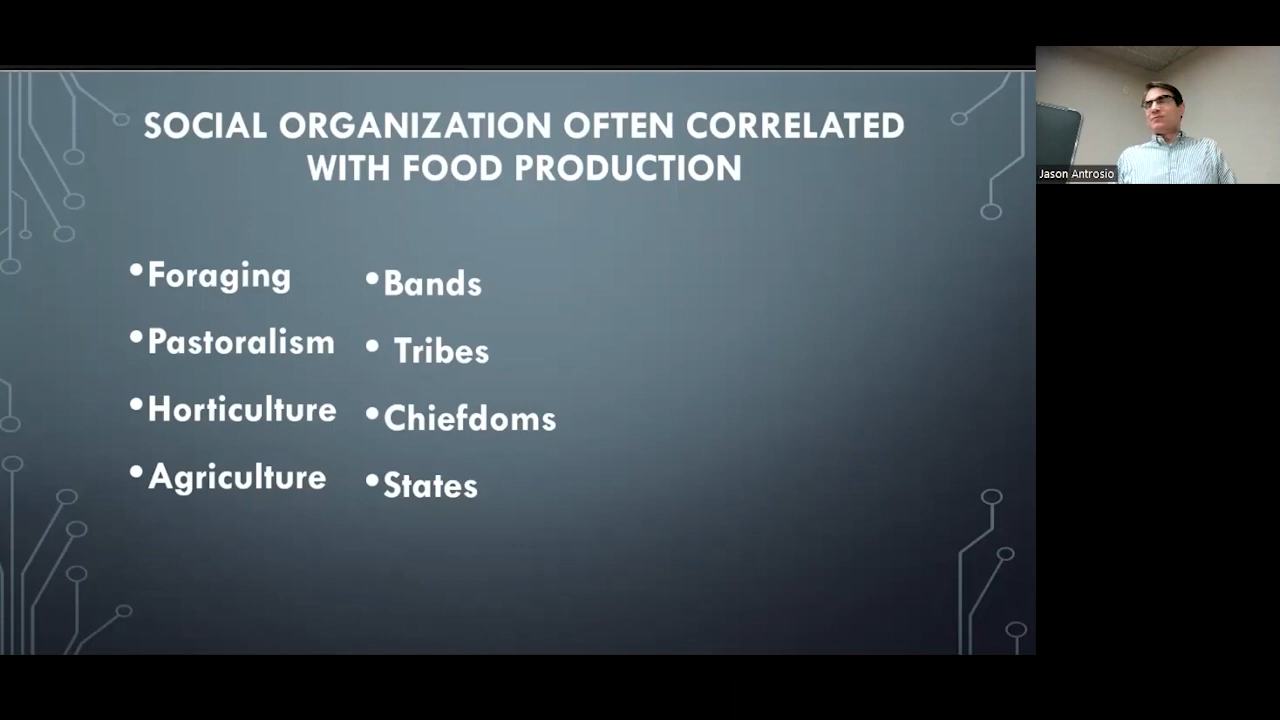 SOCIAL ORGANIZATION OFTEN CORRELATED
WITH FOOD PRODUCTION
•Foraging
•Pastoralism
•Horticulture
•Agriculture
•Bands
• Tribes
•Chiefdoms
•States
Jason Antrosio